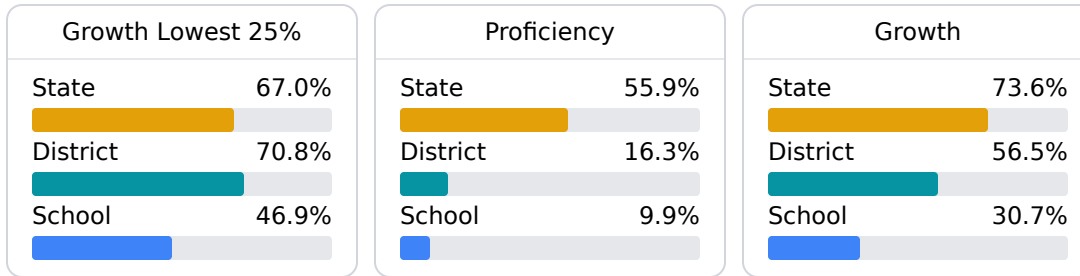 Growth Lowest 25%
State 67.0%
District 70.8%
School 46.9%
Proficiency
State 55.9%
District 16.3%
School 9.9%
Growth
State 73.6%
District 56.5%
School 30.7%